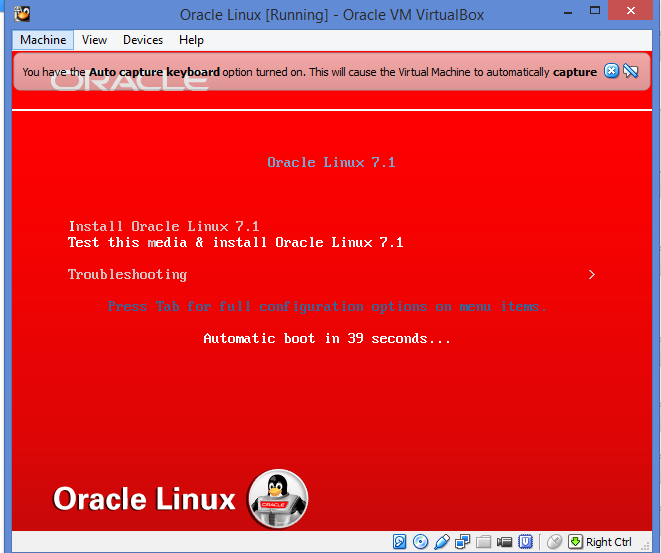 Oracle Linux [Running] - Oracle VM VirtualBox
Machine View Devices Help
You have the Auto capture keyboard option turned on. This will cause the Virtual Machine to automatically capture
ORACLE
Oracle Linux 7.1
Install Oracle Linux 7.1
Test this media & install Oracle Linux 7.1
Troubleshooting >
Press Tab for full configuration options on menu items.
Automatic boot in 39 seconds...
Oracle Linux
ORACLE
Right Ctrl